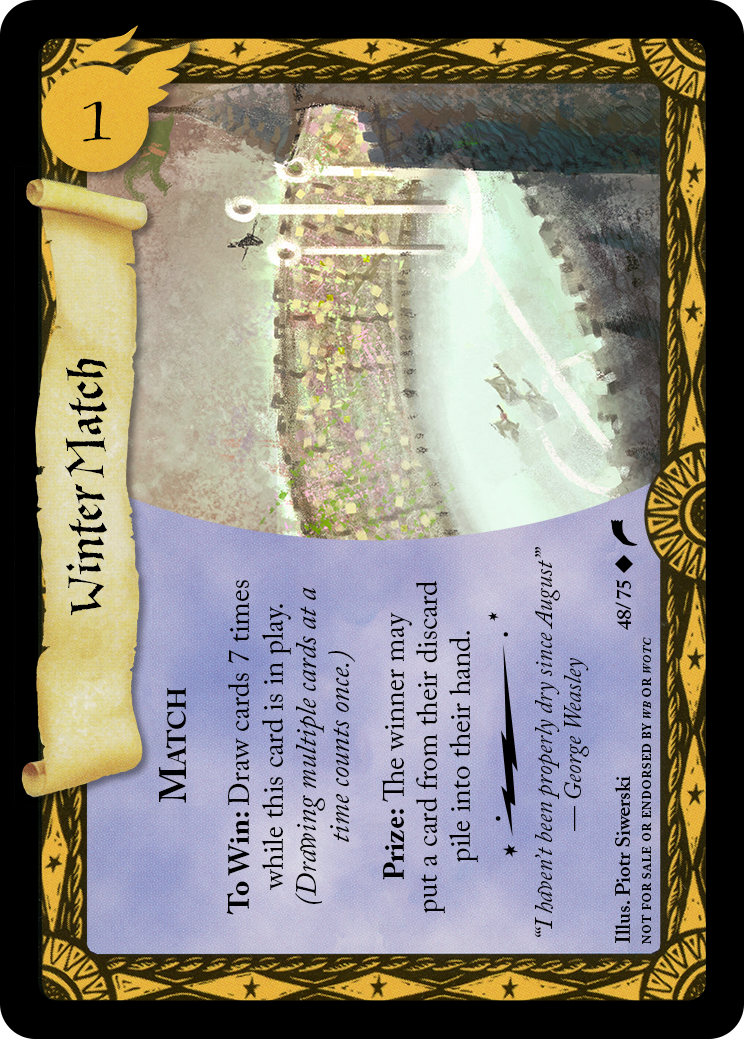 1
Winter Match
MATCH
To Win: Draw cards 7 times
while this card is in play.
(Drawing multiple cards at a
time counts once.)
Prize: The winner may
put a card from their discard
pile into their hand.
“‘I haven’t been properly dry since August’”
— George Weasley
Illus. Piotr Siwerski 48/75
NOT FOR SALE OR ENDORSED BY WB OR WOTC